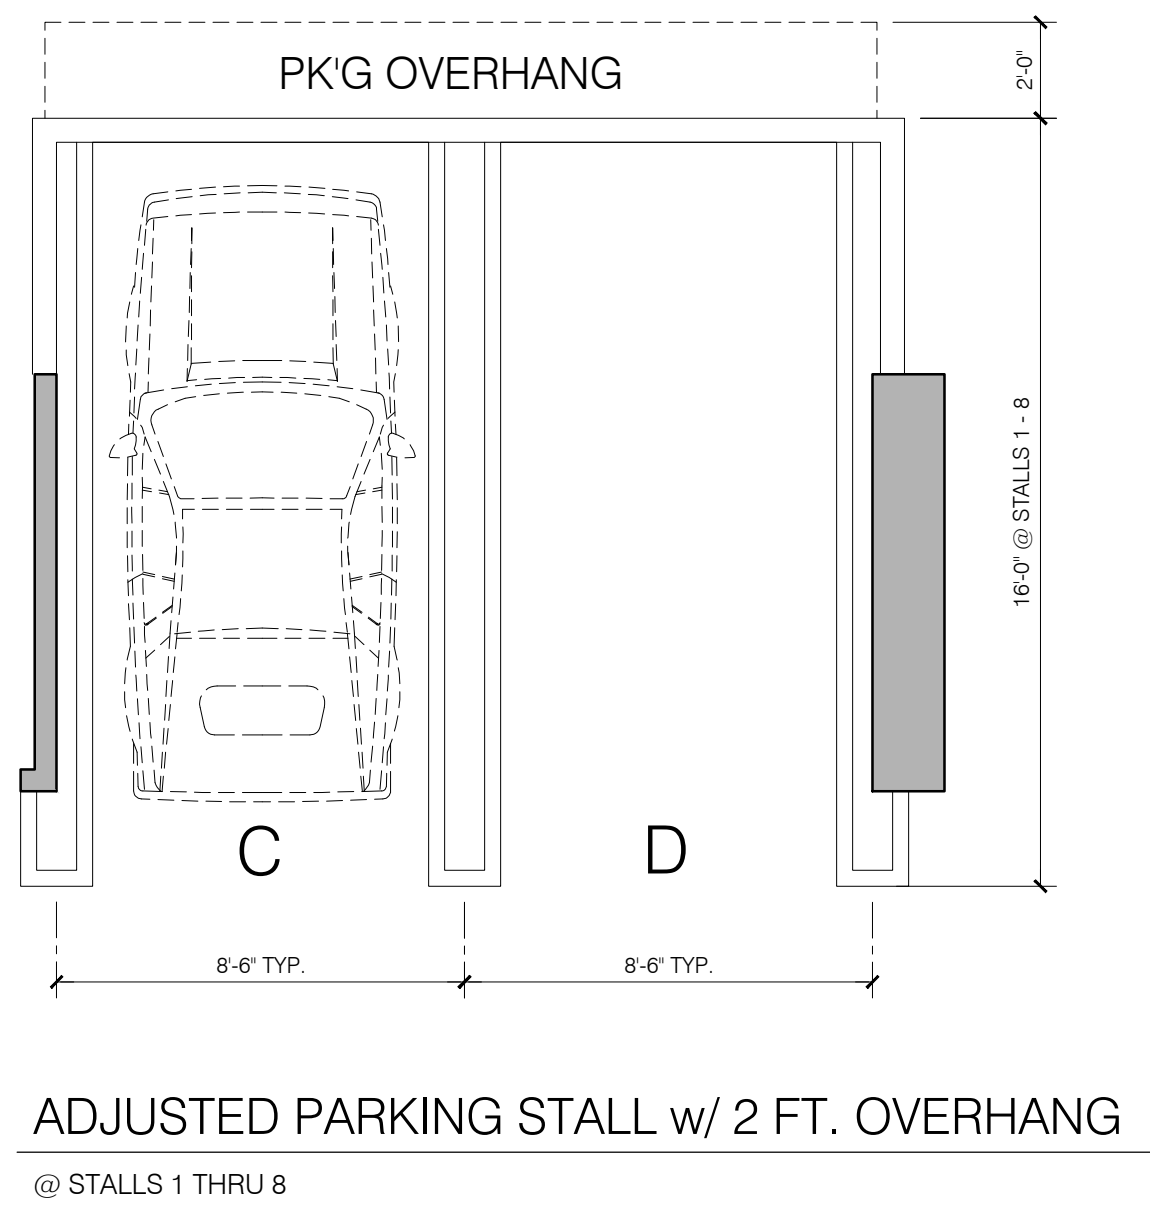 PK'G OVERHANG
2'-0"
16'-0" @ STALLS 1 - 8
C
D
8'-6" TYP.
8'-6" TYP.
ADJUSTED PARKING STALL w/ 2 FT. OVERHANG
@ STALLS 1 THRU 8